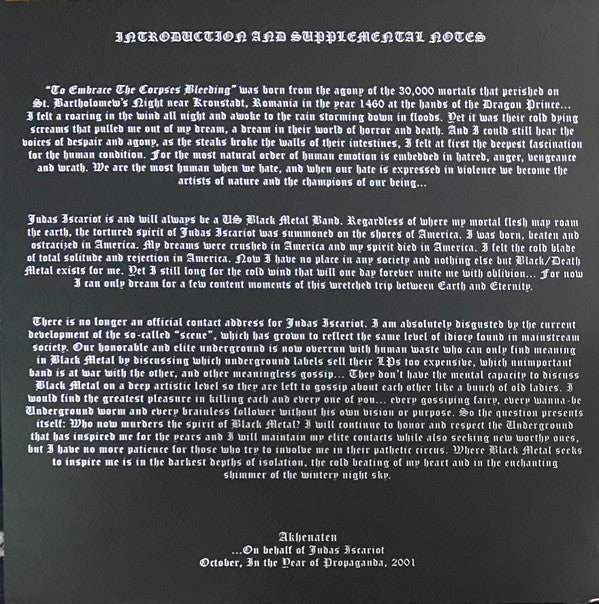 INTRODUCTION AND SUPPLEMENTAL NOTES
"To Embrace The Corpses Bleeding" was born from the agony of the 30,000 mortals that perished on
St. Bartholomew's Night near Kronstadt, Romania in the year 1460 at the hands of the Dragon Prince...
I felt a roaring in the wind all night and awoke to the rain storming down in floods. Yet it was their cold dying
screams that pulled me out of my dream, a dream in their world of horror and death. And I could still hear the
voices of despair and agony, as the steaks broke the walls of their intestines, I felt at first the deepest fascination
for the human condition. For the most natural order of human emotion is embedded in hatred, anger, vengeance
and wrath. We are the most human when we hate, and when our hate is expressed in violence we become the
artists of nature and the champions of our being...
Judas Iscariot is and will always be a US Black Metal Band. Regardless of where my mortal flesh may roam
the earth, the tortured spirit of Judas Iscariot was summoned on the shores of America. I was born, beaten and
ostracized in America. My dreams were crushed in America and my spirit died in America. I felt the cold blade
of total solitude and rejection in America. Now I have no place in any society and nothing else but Black/Death
Metal exists for me. Yet I still long for the cold wind that will one day forever unite me with oblivion... For now
I can only dream for a few content moments of this wretched trip between Earth and Eternity.
There is no longer an official contact address for Judas Iscariot. I am absolutely disgusted by the current
development of the so-called "scene", which has grown to reflect the same level of idiocy found in mainstream
society. Our honorable and elite underground is now overrun with human waste who can only find meaning
in Black Metal by discussing which underground labels sell their LPs too expensive, which unimportant
band is at war with the other, and other meaningless gossip... They don't have the mental capacity to discuss
Black Metal on a deep artistic level so they are left to gossip about each other like a bunch of old ladies. I
would find the greatest pleasure in killing each and every one of you... every gossiping fairy, every wanna-be
Underground worm and every brainless follower without his own vision or purpose. So the question presents
itself: Who now murders the spirit of Black Metal? I will continue to honor and respect the Underground
that has inspired me for the years and I will maintain my elite contacts while also seeking new worthy ones,
but I have no more patience for those who try to involve me in their pathetic circus. Where Black Metal seeks
to inspire me is in the darkest depths of isolation, the cold beating of my heart and in the enchanting
shimmer of the wintery night sky.
Akhenaten
...On behalf of Judas Iscariot
October, In the Year of Propaganda, 2001